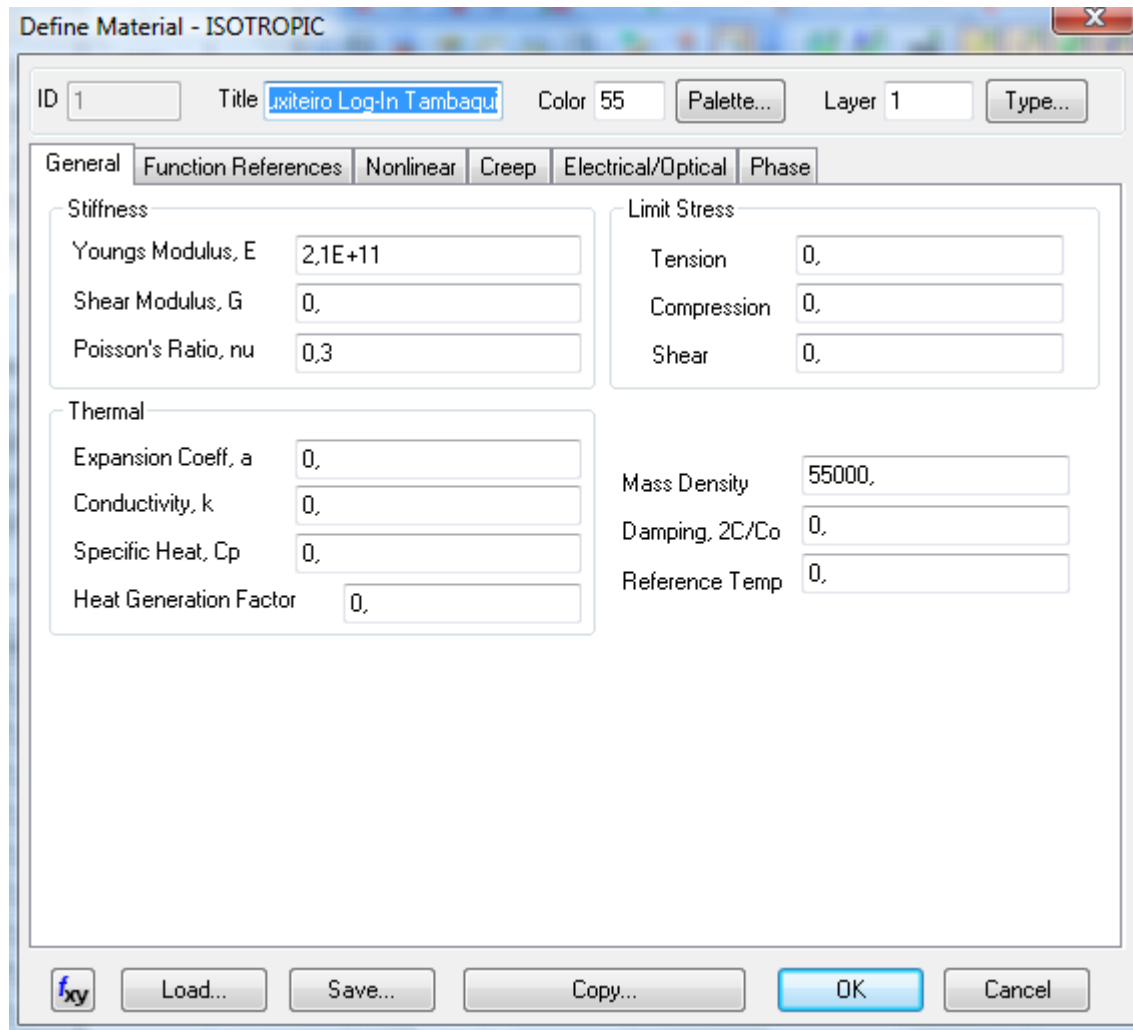 Define Material - ISOTROPIC
ID 1 Title uxiteiro Log-In Tambaqui Color 55 Palette... Layer 1 Type...
General Function References Nonlinear Creep Electrical/Optical Phase
Stiffness
Youngs Modulus, E 2,1E+11
Shear Modulus, G 0,
Poisson's Ratio, nu 0,3
Limit Stress
Tension 0,
Compression 0,
Shear 0,
Thermal
Expansion Coeff, a 0,
Conductivity, k 0,
Specific Heat, Cp 0,
Heat Generation Factor 0,
Mass Density 55000,
Damping, 2C/Co 0,
Reference Temp 0,
fxy Load... Save... Copy... OK Cancel